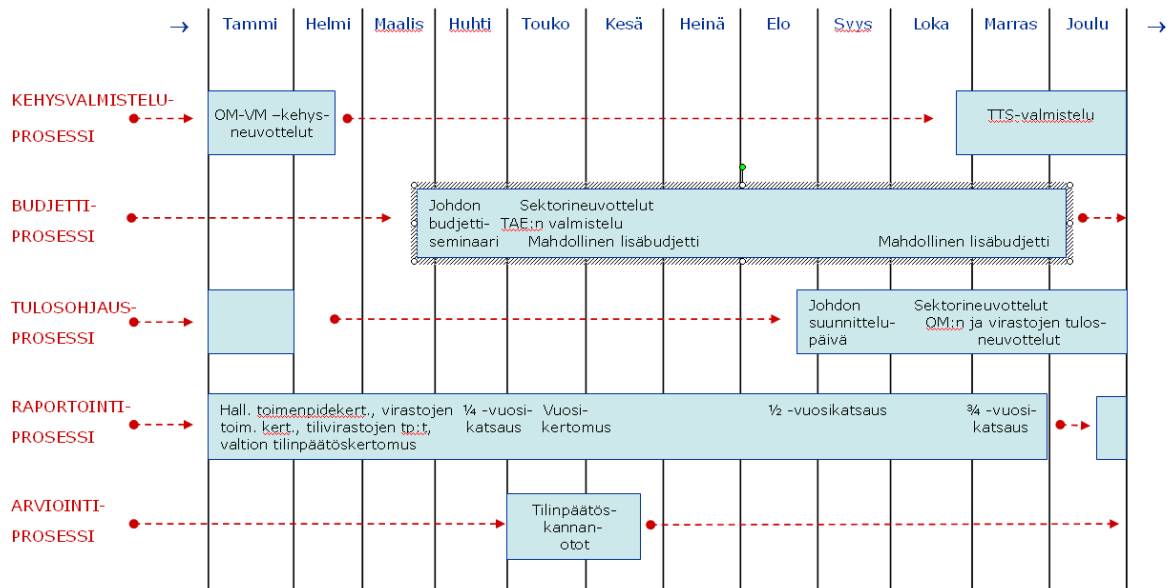 → Tammi Helmi Maalis Huhti Touko Kesä Heinä Elo Syys Loka Marras Joulu →
KEHYSVALMISTELU-
PROSESSI
OM-VM –kehys-
neuvottelut
TTS-valmistelu
BUDJETTI-
PROSESSI
Johdon Sektorineuvottelut
budjetti- TAE:n valmistelu
seminaari Mahdollinen lisäbudjetti Mahdollinen lisäbudjetti
TULOSOHJAUS-
PROSESSI
Johdon Sektorineuvottelut
suunnittelu- OM:n ja virastojen tulos-
päivä neuvottelut
RAPORTOINTI-
PROSESSI
Hall. toimenpidekert., virastojen ¼ -vuosi- Vuosi- ½ -vuosikatsaus ¾ -vuosi-
toim. kert., tilivirastojen tp:t, katsaus kertomus katsaus
valtion tilinpäätöskertomus
ARVIOINTI-
PROSESSI
Tilinpäätös-
kannan-
otot